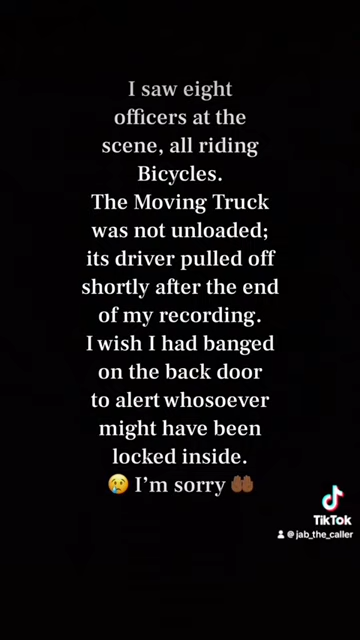 I saw eight
officers at the
scene, all riding
Bicycles.
The Moving Truck
was not unloaded;
its driver pulled off
shortly after the end
of my recording.
I wish I had banged
on the back door
to alert whosoever
might have been
locked inside.
😢 I'm sorry 🤲🏾
TikTok
@jab_the_caller